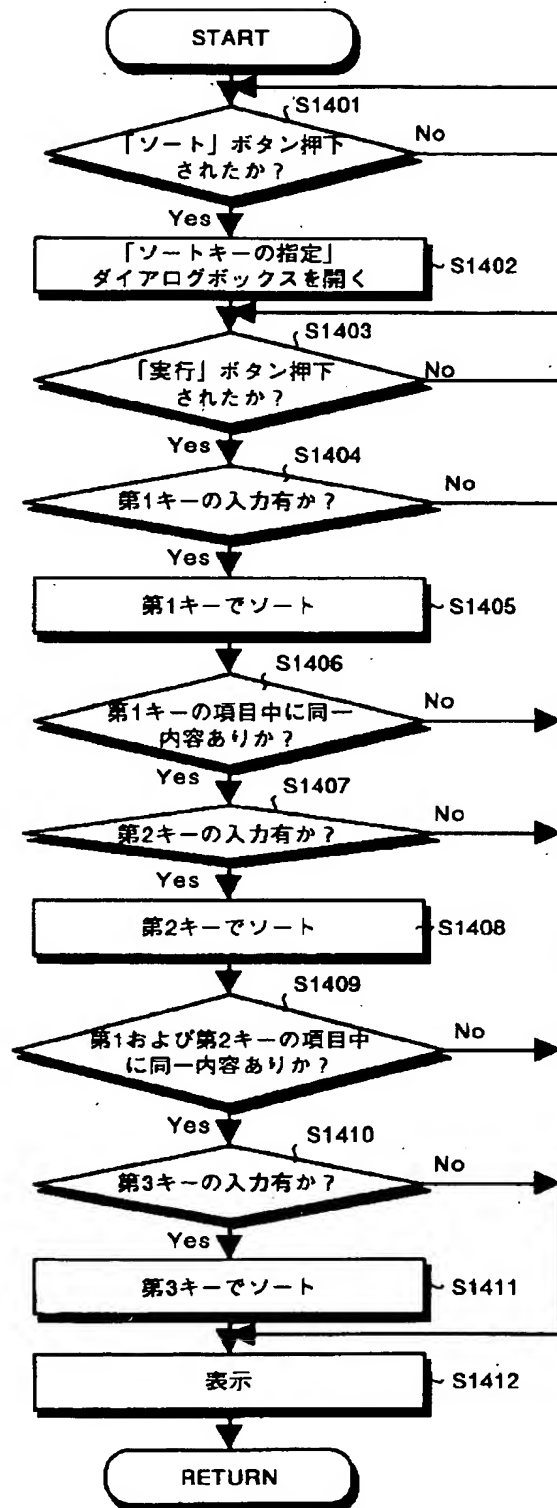 START
S1401
「ソート」ボタン押下
されたか？
No
Yes
「ソートキーの指定」
ダイアログボックスを開く
S1402
S1403
「実行」ボタン押下
されたか？
No
Yes
S1404
第1キーの入力有か？
No
Yes
第1キーでソート
S1405
S1406
第1キーの項目中に同一
内容ありか？
No
Yes
S1407
第2キーの入力有か？
No
Yes
第2キーでソート
S1408
S1409
第1および第2キーの項目中
に同一内容ありか？
No
Yes
S1410
第3キーの入力有か？
No
Yes
第3キーでソート
S1411
表示
S1412
RETURN